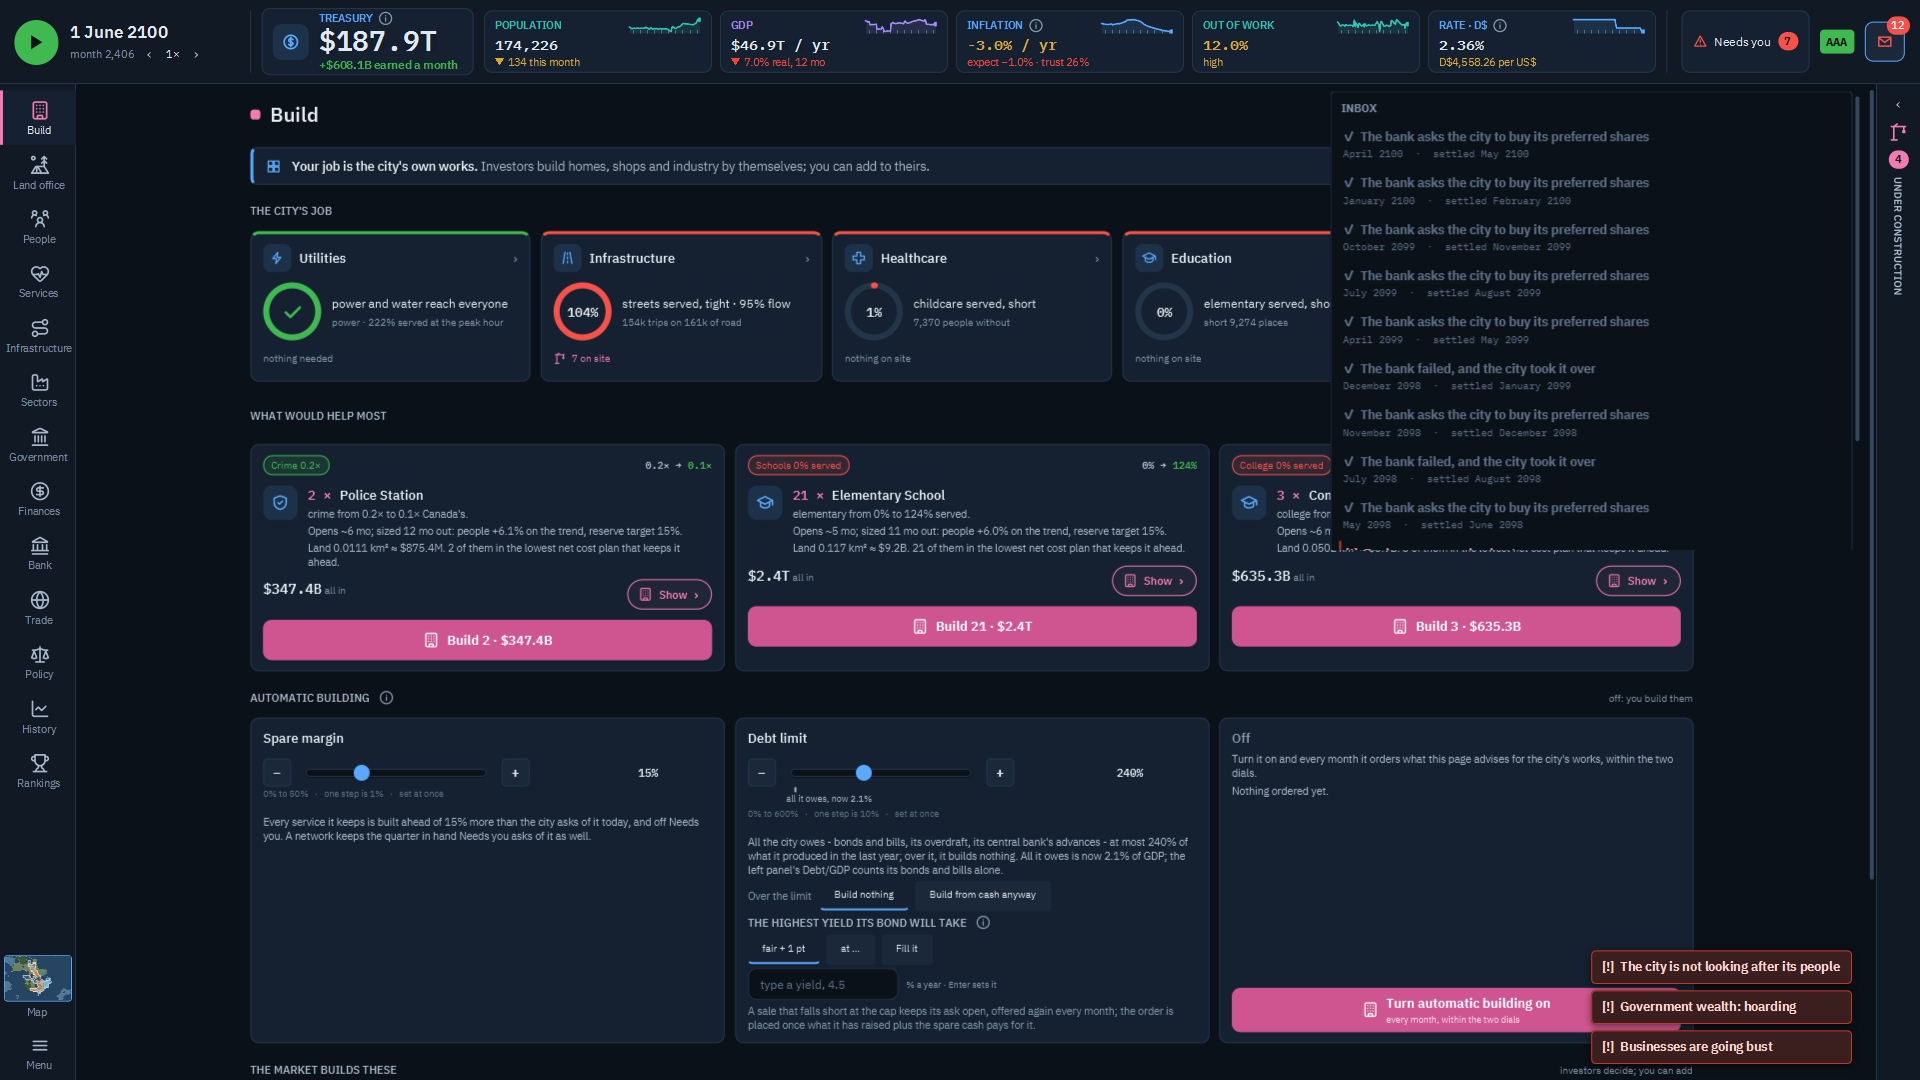 1 June 2100
month 2,406 ‹ 1× ›
TREASURY
$187.9T
+$608.1B earned a month
POPULATION
174,226
▼ 134 this month
GDP
$46.9T / yr
▼ 7.0% real, 12 mo
INFLATION
-3.0% / yr
expect −1.0% · trust 26%
OUT OF WORK
12.0%
high
RATE · D$
2.36%
D$4,558.26 per US$
Needs you 7
AAA
12
Build
Land office
People
Services
Infrastructure
Sectors
Government
Finances
Bank
Trade
Policy
History
Rankings
Map
Menu
Build
Your job is the city's own works. Investors build homes, shops and industry by themselves; you can add to theirs.
THE CITY'S JOB
Utilities ›
power and water reach everyone
power · 222% served at the peak hour
nothing needed
Infrastructure ›
104%
streets served, tight · 95% flow
154k trips on 161k of road
7 on site
Healthcare ›
1%
childcare served, short
7,370 people without
nothing on site
Education
0%
elementary served, sho
short 9,274 places
nothing on site
WHAT WOULD HELP MOST
Crime 0.2×
0.2× → 0.1×
2 × Police Station
crime from 0.2× to 0.1× Canada's.
Opens ~6 mo; sized 12 mo out: people +6.1% on the trend, reserve target 15%.
Land 0.0111 km² ≈ $875.4M. 2 of them in the lowest net cost plan that keeps it
ahead.
$347.4B all in
Show ›
Build 2 · $347.4B
Schools 0% served
0% → 124%
21 × Elementary School
elementary from 0% to 124% served.
Opens ~5 mo; sized 11 mo out: people +6.0% on the trend, reserve target 15%.
Land 0.117 km² ≈ $9.2B. 21 of them in the lowest net cost plan that keeps it ahead.
$2.4T all in
Show ›
Build 21 · $2.4T
College 0% served
3 × Con
college fror
Opens ~6 m
$635.3B all in
Show ›
Build 3 · $635.3B
AUTOMATIC BUILDING
off: you build them
Spare margin
− + 15%
0% to 50% · one step is 1% · set at once
Every service it keeps is built ahead of 15% more than the city asks of it today, and off Needs
you. A network keeps the quarter in hand Needs you asks of it as well.
Debt limit
− + 240%
all it owes, now 2.1%
0% to 600% · one step is 10% · set at once
All the city owes - bonds and bills, its overdraft, its central bank's advances - at most 240% of
what it produced in the last year; over it, it builds nothing. All it owes is now 2.1% of GDP; the
left panel's Debt/GDP counts its bonds and bills alone.
Over the limit Build nothing Build from cash anyway
THE HIGHEST YIELD ITS BOND WILL TAKE
fair + 1 pt at ... Fill it
type a yield, 4.5 % a year · Enter sets it
A sale that falls short at the cap keeps its ask open, offered again every month; the order is
placed once what it has raised plus the spare cash pays for it.
Off
Turn it on and every month it orders what this page advises for the city's works, within the two
dials.
Nothing ordered yet.
Turn automatic building on
every month, within the two dials
THE MARKET BUILDS THESE
investors decide; you can add
INBOX
✓ The bank asks the city to buy its preferred shares
April 2100 · settled May 2100
✓ The bank asks the city to buy its preferred shares
January 2100 · settled February 2100
✓ The bank asks the city to buy its preferred shares
October 2099 · settled November 2099
✓ The bank asks the city to buy its preferred shares
July 2099 · settled August 2099
✓ The bank asks the city to buy its preferred shares
April 2099 · settled May 2099
✓ The bank failed, and the city took it over
December 2098 · settled January 2099
✓ The bank asks the city to buy its preferred shares
November 2098 · settled December 2098
✓ The bank failed, and the city took it over
July 2098 · settled August 2098
✓ The bank asks the city to buy its preferred shares
May 2098 · settled June 2098
‹
4
UNDER CONSTRUCTION
[!] The city is not looking after its people
[!] Government wealth: hoarding
[!] Businesses are going bust